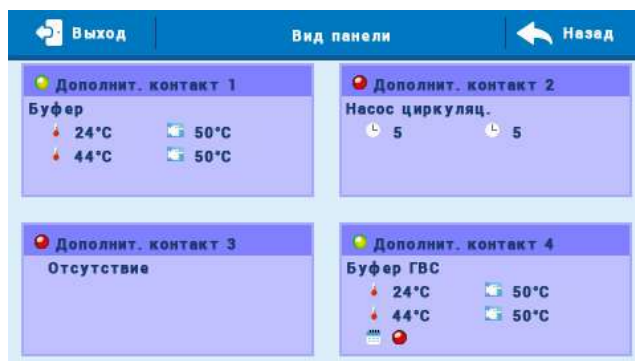 Выход
Вид панели
Назад
Дополнит. контакт 1
Буфер
24°C 50°C
44°C 50°C
Дополнит. контакт 2
Насос циркуляц.
5 5
Дополнит. контакт 3
Отсутствие
Дополнит. контакт 4
Буфер ГВС
24°C 50°C
44°C 50°C